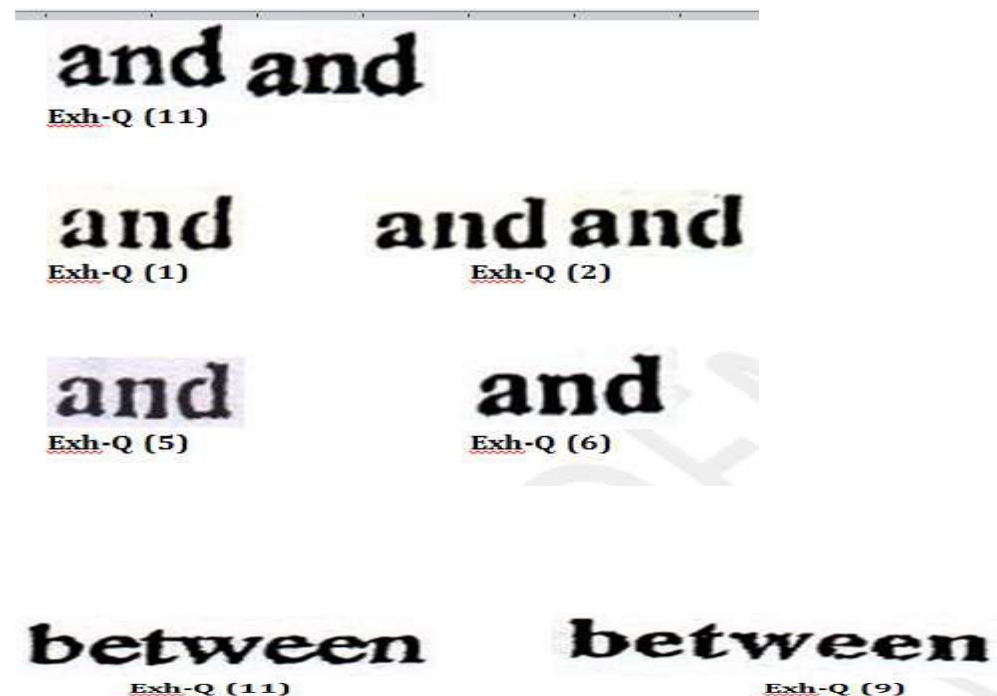 and and
Exh-Q (11)
and and and
Exh-Q (1) Exh-Q (2)
and and
Exh-Q (5) Exh-Q (6)
between between
Exh-Q (11) Exh-Q (9)